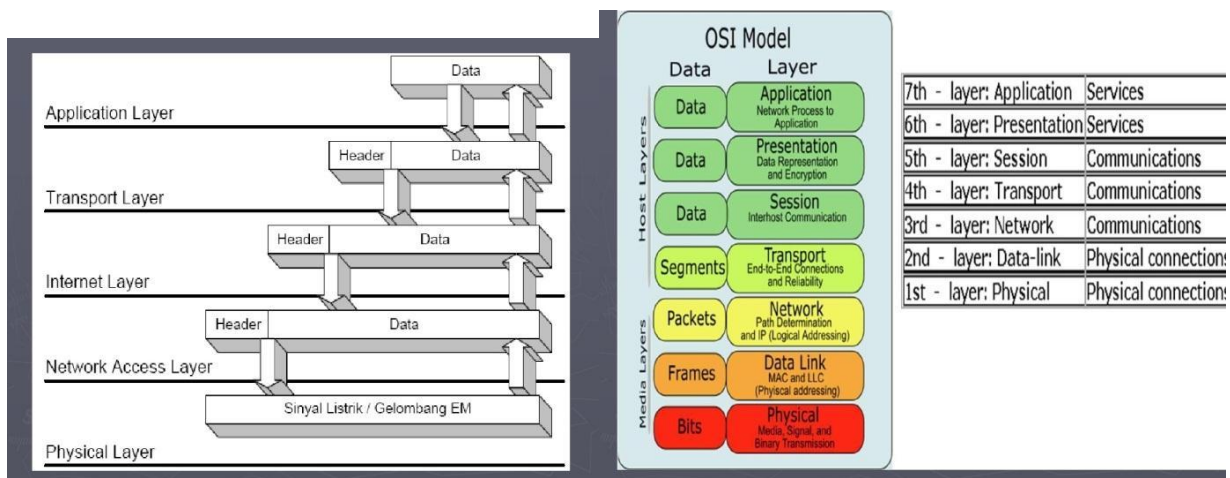 Data
Application Layer
Header Data
Transport Layer
Header Data
Internet Layer
Header Data
Network Access Layer
Sinyal Listrik / Gelombang EM
Physical Layer
OSI Model
Data Layer
Host Layers
Data
Application
Network Process to
Application
Data
Presentation
Data Representation
and Encryption
Data
Session
Interhost Communication
Segments
Transport
End-to-End Connections
and Reliability
Media Layers
Packets
Network
Path Determination
and IP (Logical Addressing)
Frames
Data Link
MAC and LLC
(Phyiscal addressing)
Bits
Physical
Media, Signal, and
Binary Transmission
7th - layer: Application Services
6th - layer: Presentation Services
5th - layer: Session Communications
4th - layer: Transport Communications
3rd - layer: Network Communications
2nd - layer: Data-link Physical connections
1st - layer: Physical Physical connections